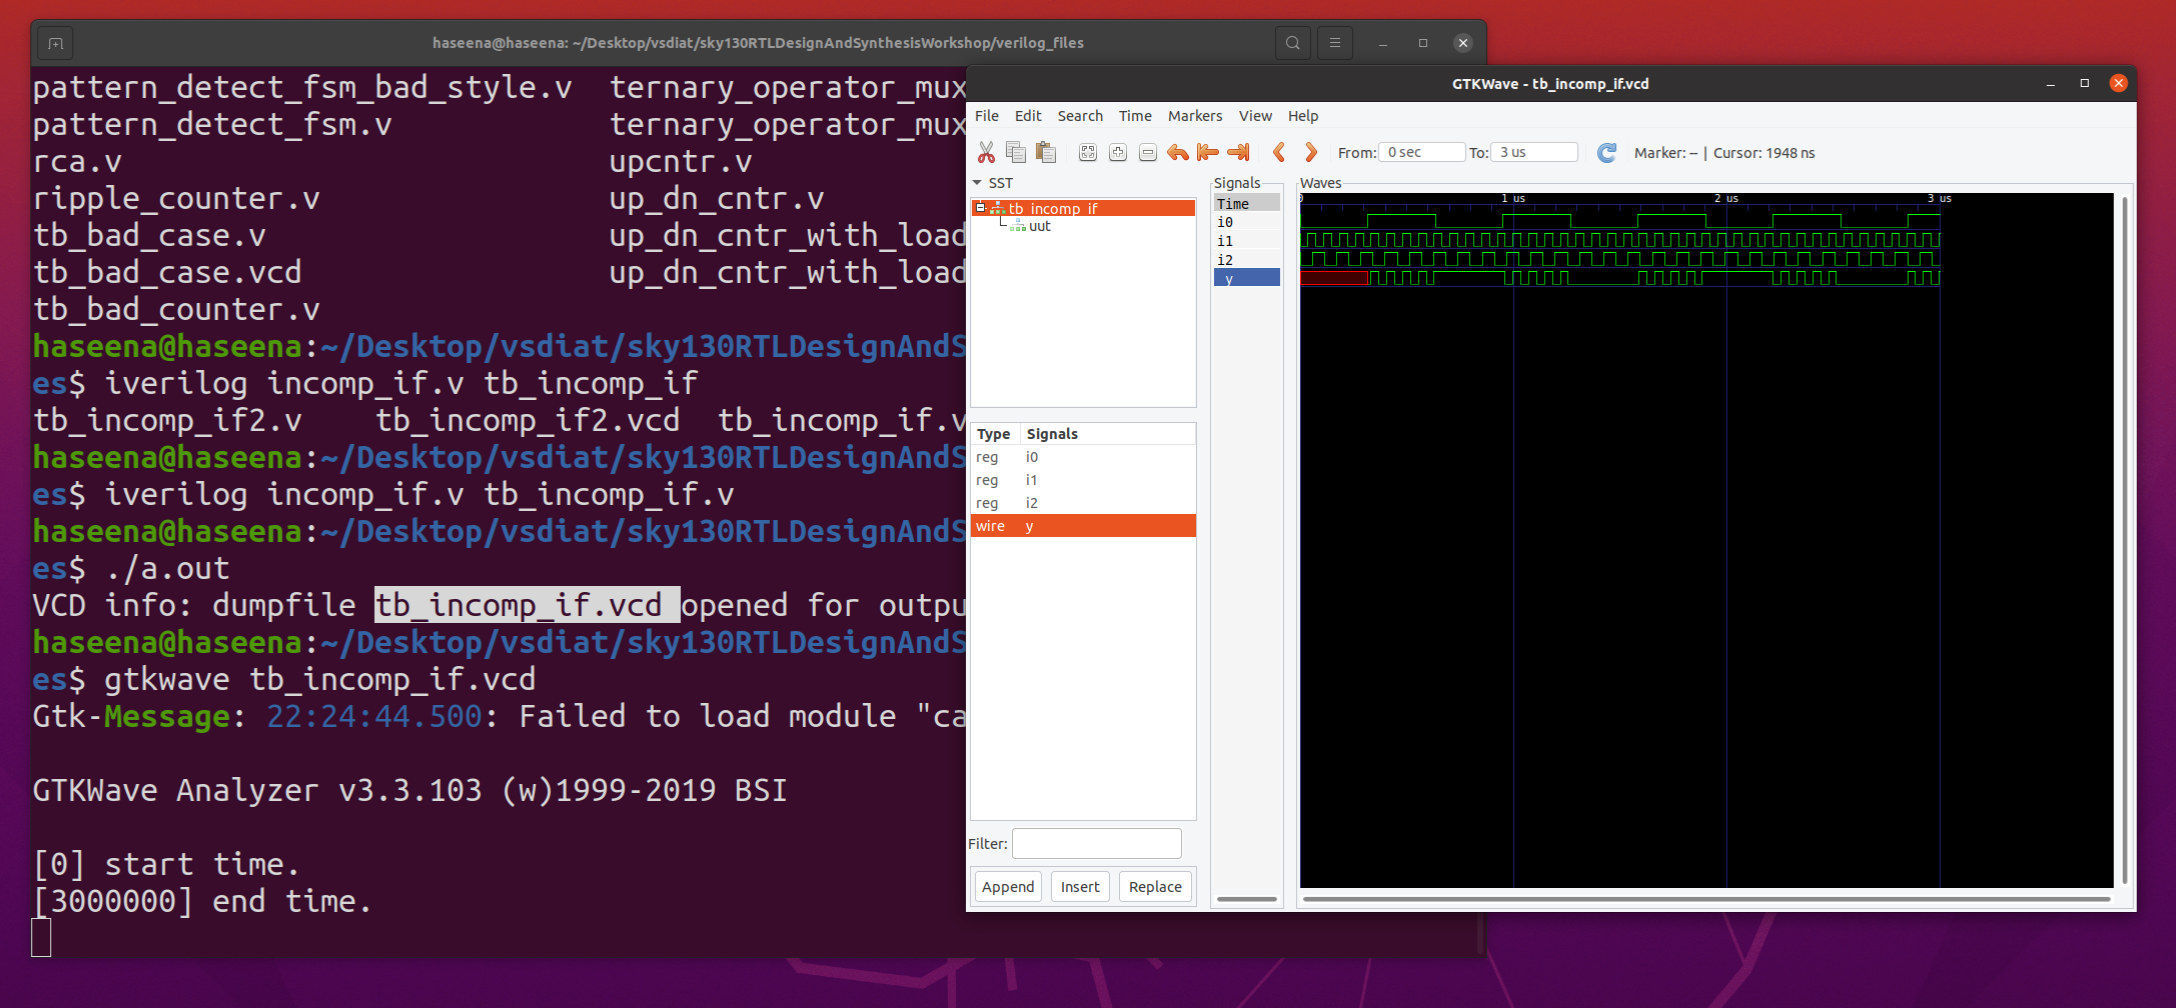 haseena@haseena: ~/Desktop/vsdiat/sky130RTLDesignAndSynthesisWorkshop/verilog_files
pattern_detect_fsm_bad_style.v ternary_operator_mux
pattern_detect_fsm.v ternary_operator_mux
rca.v upcntr.v
ripple_counter.v up_dn_cntr.v
tb_bad_case.v up_dn_cntr_with_load
tb_bad_case.vcd up_dn_cntr_with_load
tb_bad_counter.v
haseena@haseena:~/Desktop/vsdiat/sky130RTLDesignAndS
es$ iverilog incomp_if.v tb_incomp_if
tb_incomp_if2.v tb_incomp_if2.vcd tb_incomp_if.v
haseena@haseena:~/Desktop/vsdiat/sky130RTLDesignAndS
es$ iverilog incomp_if.v tb_incomp_if.v
haseena@haseena:~/Desktop/vsdiat/sky130RTLDesignAndS
es$ ./a.out
VCD info: dumpfile tb_incomp_if.vcd opened for outpu
haseena@haseena:~/Desktop/vsdiat/sky130RTLDesignAndS
es$ gtkwave tb_incomp_if.vcd
Gtk-Message: 22:24:44.500: Failed to load module "ca
GTKWave Analyzer v3.3.103 (w)1999-2019 BSI
[0] start time.
[3000000] end time.
GTKWave - tb_incomp_if.vcd
File Edit Search Time Markers View Help
From: 0 sec To: 3 us Marker: -- | Cursor: 1948 ns
SST
tb_incomp_if
uut
Type Signals
reg i0
reg i1
reg i2
wire y
Filter:
Append Insert Replace
Signals
Time
i0
i1
i2
y
Waves
0 1 us 2 us 3 us